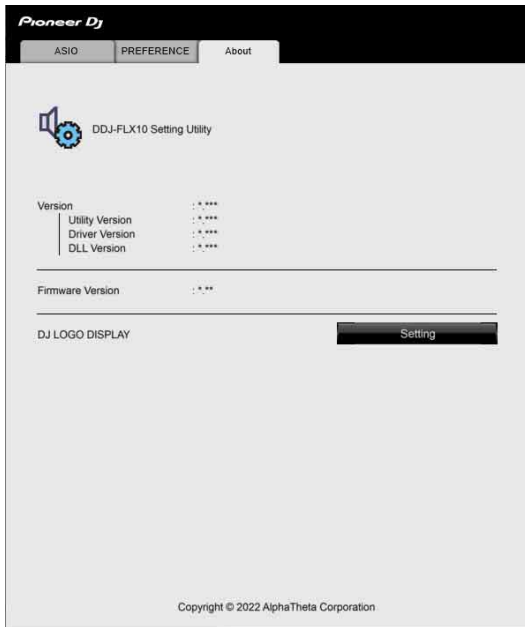 Pioneer Dj
ASIO PREFERENCE About
DDJ-FLX10 Setting Utility
Version : *.***
Utility Version : *.***
Driver Version : *.***
DLL Version : *.***
Firmware Version : *.**
DJ LOGO DISPLAY Setting
Copyright © 2022 AlphaTheta Corporation